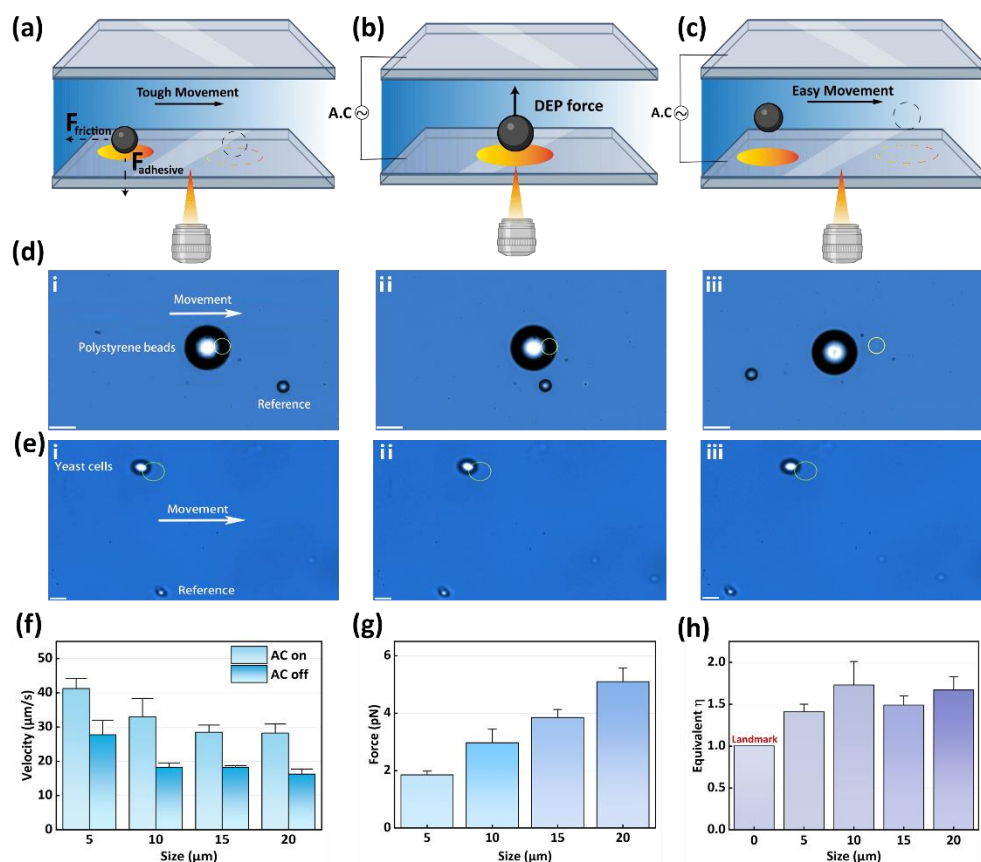 (a)
Tough Movement
F friction
F adhesive
(b)
A.C
DEP force
(c)
A.C
Easy Movement
(d)
i
Movement
Polystyrene beads
Reference
ii
iii
(e)
i
Yeast cells
Movement
Reference
ii
iii
(f)
Velocity (μm/s)
50
40
30
20
10
0
AC on
AC off
5 10 15 20
Size (μm)
(g)
Force (pN)
6
4
2
0
5 10 15 20
Size (μm)
(h)
Equivalent η
2.0
1.5
1.0
0.5
0.0
Landmark
0 5 10 15 20
Size (μm)